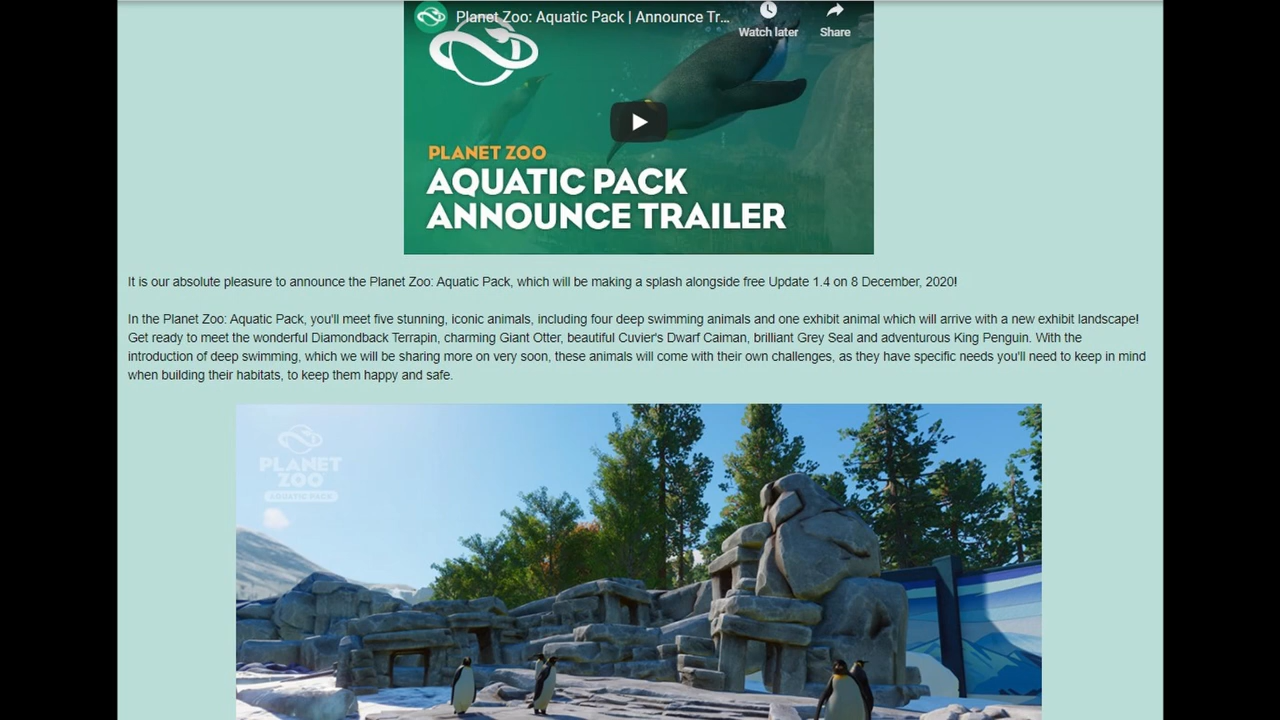 Planet Zoo: Aquatic Pack | Announce Tr...
Watch later
Share
PLANET ZOO
AQUATIC PACK
ANNOUNCE TRAILER
It is our absolute pleasure to announce the Planet Zoo: Aquatic Pack, which will be making a splash alongside free Update 1.4 on 8 December, 2020!
In the Planet Zoo: Aquatic Pack, you'll meet five stunning, iconic animals, including four deep swimming animals and one exhibit animal which will arrive with a new exhibit landscape!
Get ready to meet the wonderful Diamondback Terrapin, charming Giant Otter, beautiful Cuvier's Dwarf Caiman, brilliant Grey Seal and adventurous King Penguin. With the
introduction of deep swimming, which we will be sharing more on very soon, these animals will come with their own challenges, as they have specific needs you'll need to keep in mind
when building their habitats, to keep them happy and safe.
PLANET
ZOO
AQUATIC PACK